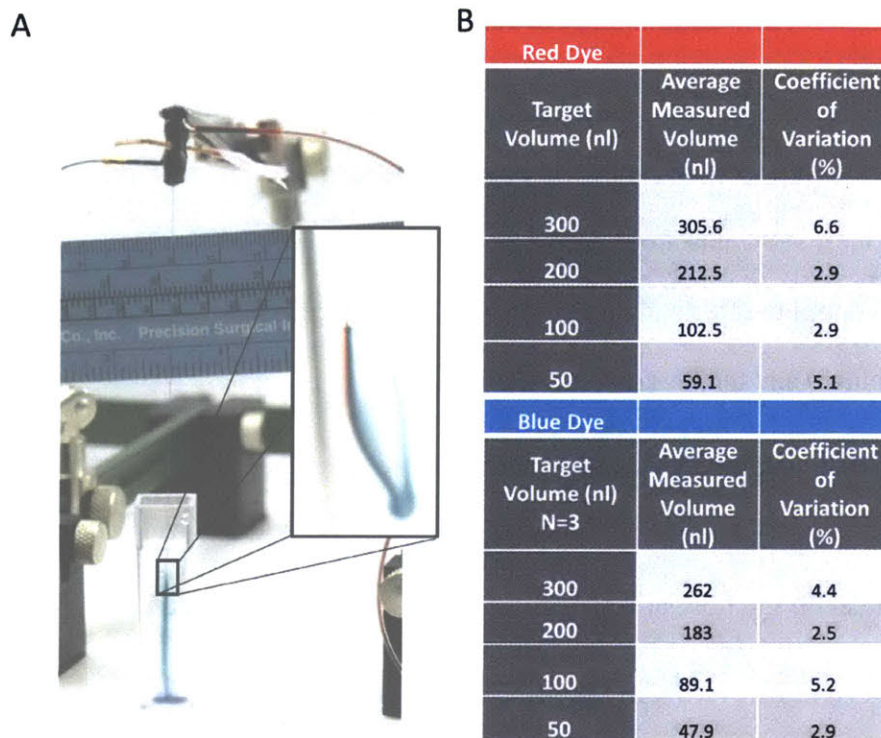 A
Co., Inc. Precision Surgical In
B
Red Dye
Target
Volume (nl)
Average
Measured
Volume
(nl)
Coefficient
of
Variation
(%)
300 305.6 6.6
200 212.5 2.9
100 102.5 2.9
50 59.1 5.1
Blue Dye
Target
Volume (nl)
N=3
Average
Measured
Volume
(nl)
Coefficient
of
Variation
(%)
300 262 4.4
200 183 2.5
100 89.1 5.2
50 47.9 2.9